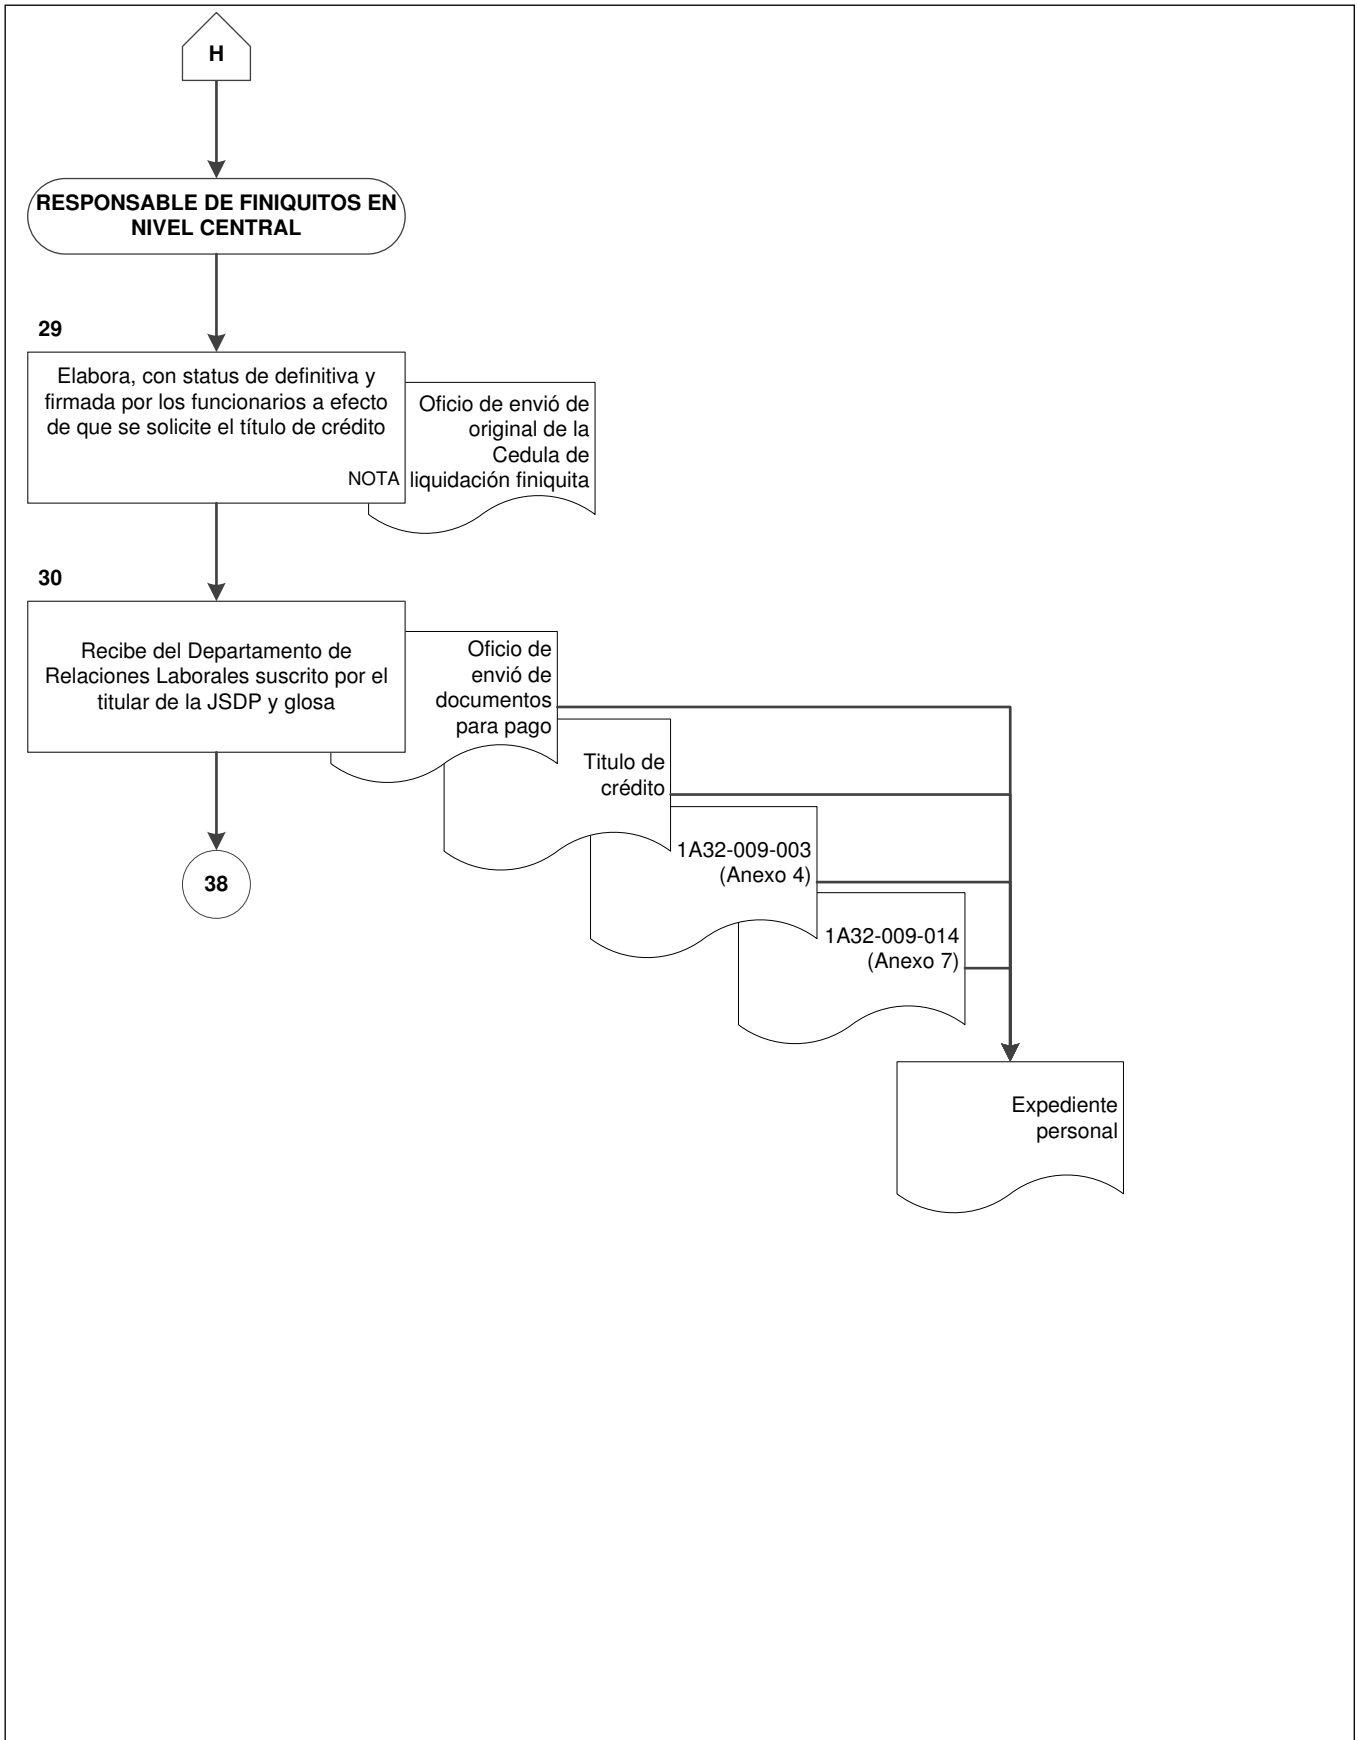 H
RESPONSABLE DE FINIQUITOS EN
NIVEL CENTRAL
29
Elabora, con status de definitiva y
firmada por los funcionarios a efecto
de que se solicite el título de crédito
NOTA
Oficio de envió de
original de la
Cedula de
liquidación finiquita
30
Recibe del Departamento de
Relaciones Laborales suscrito por el
titular de la JSDP y glosa
Oficio de
envió de
documentos
para pago
Titulo de
crédito
1A32-009-003
(Anexo 4)
1A32-009-014
(Anexo 7)
38
Expediente
personal